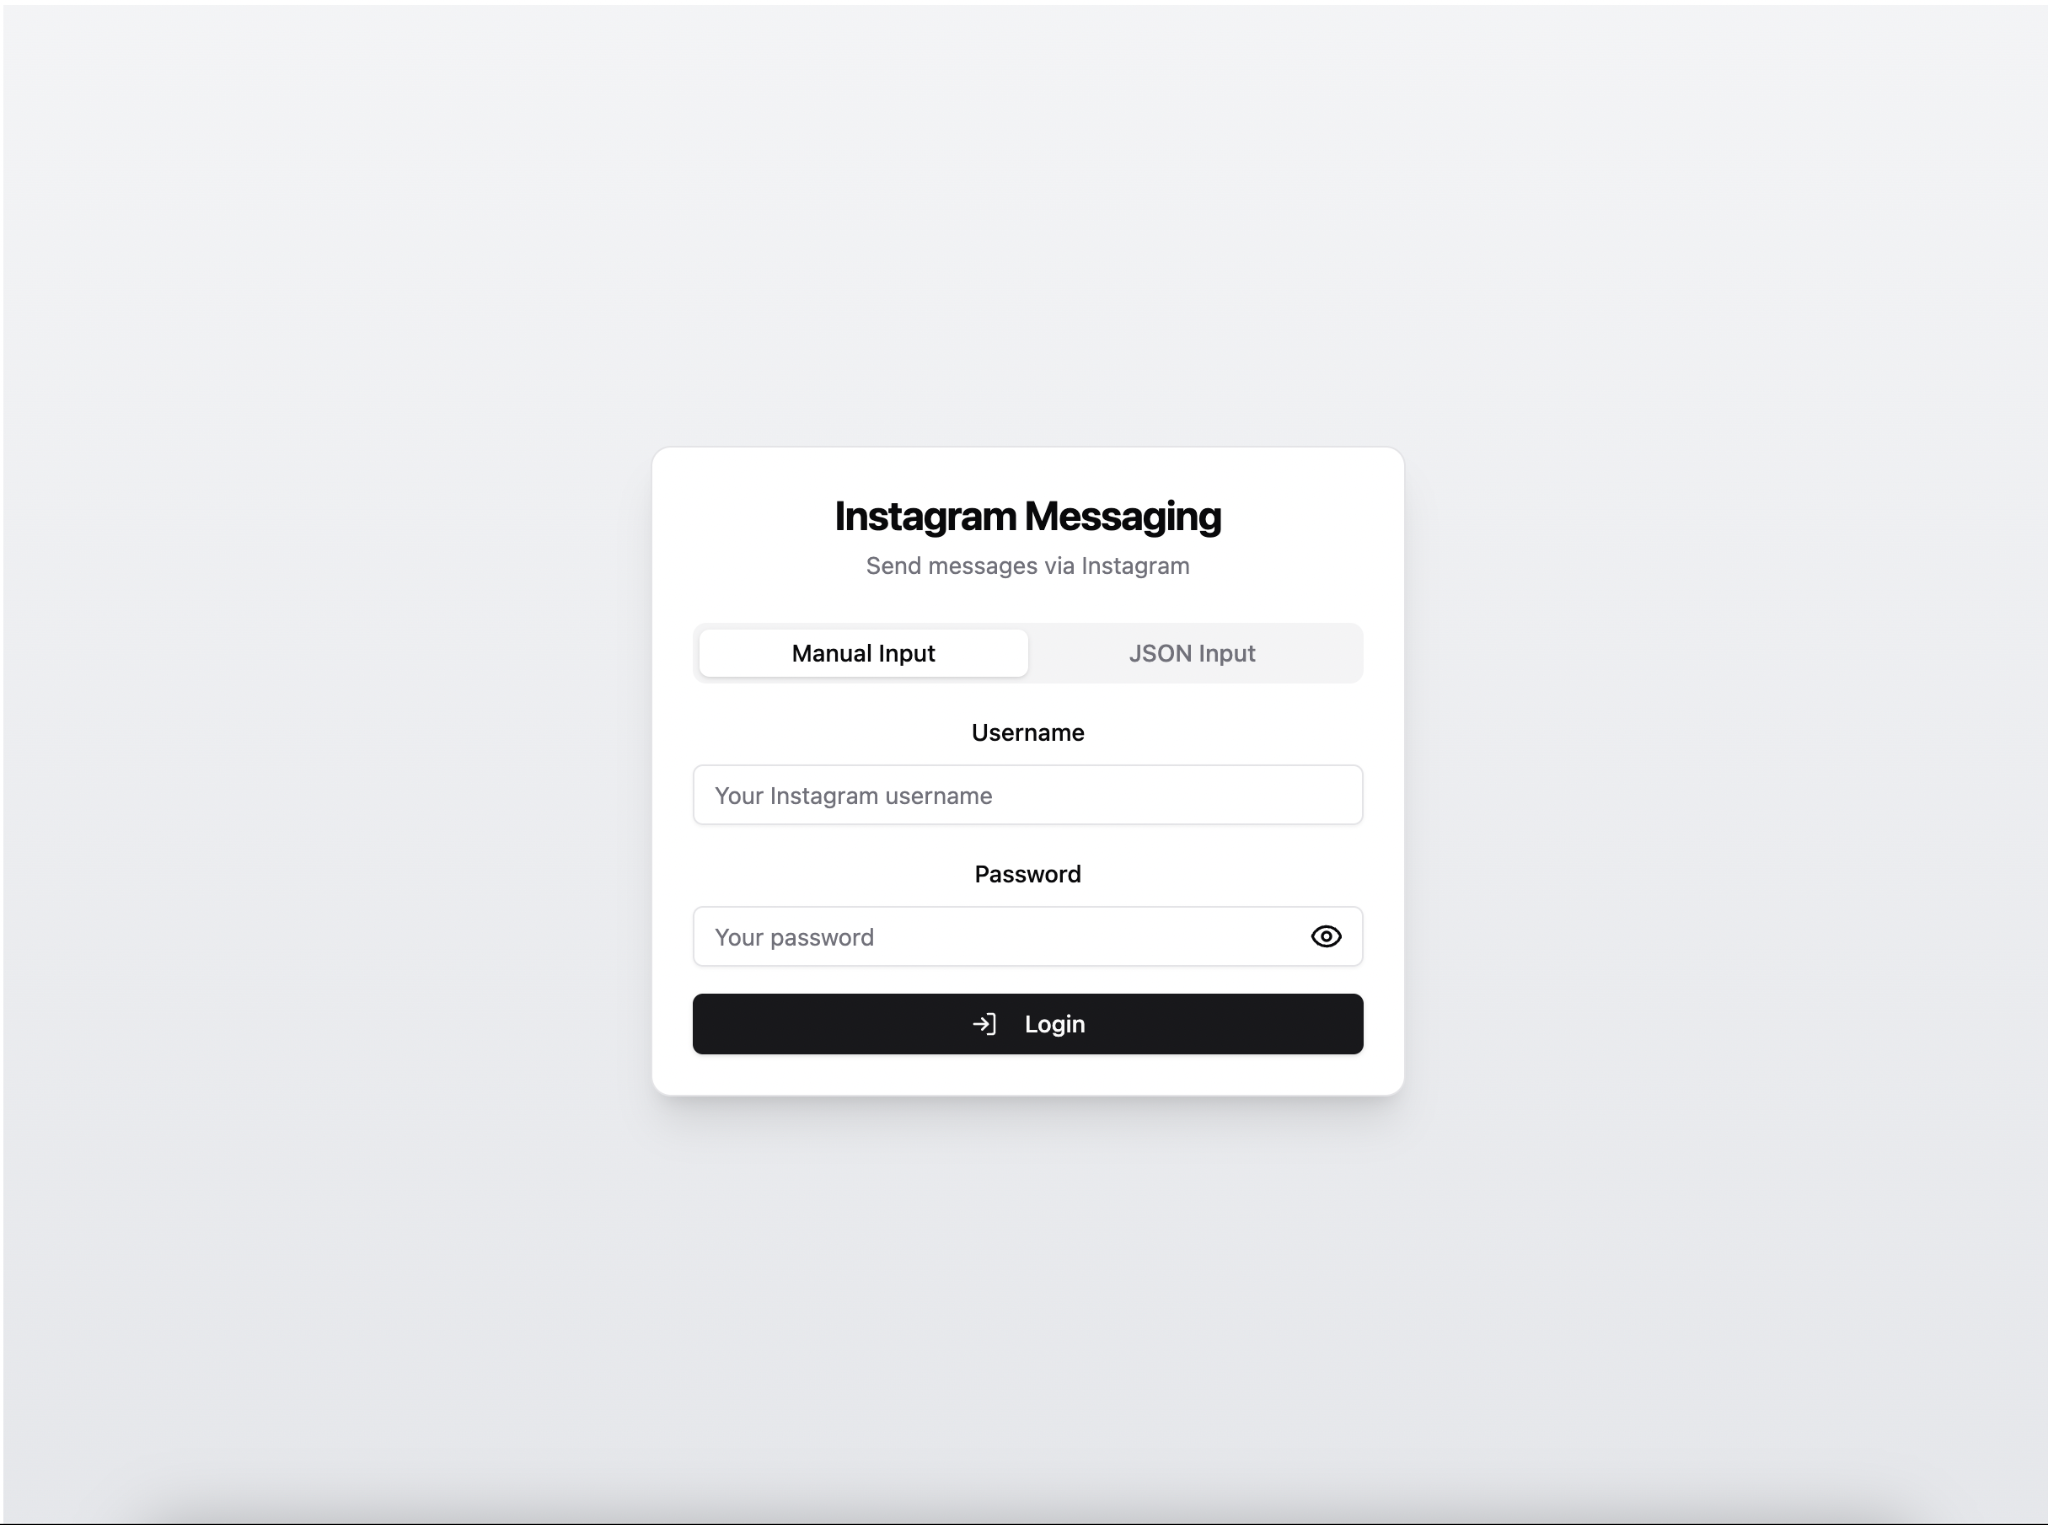 Instagram Messaging
Send messages via Instagram
Manual Input
JSON Input
Username
Your Instagram username
Password
Your password
Login